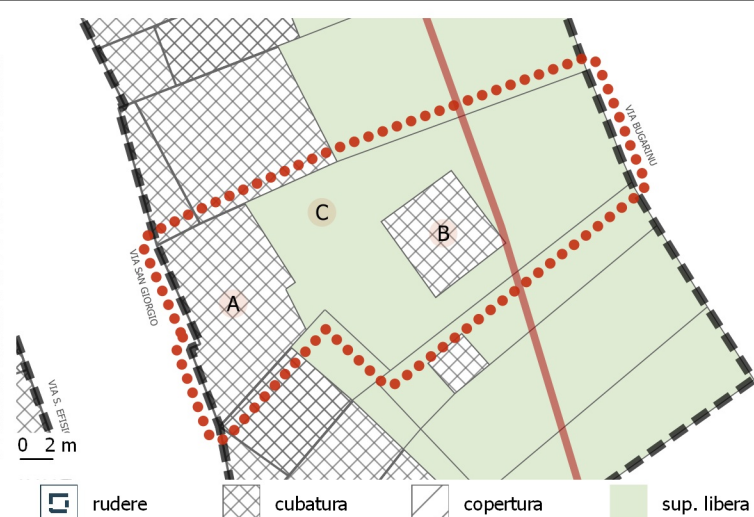 VIA BUGARINU
C
B
VIA SAN GIORGIO
A
VIA S. EFISI
0 2 m
rudere cubatura copertura sup. libera